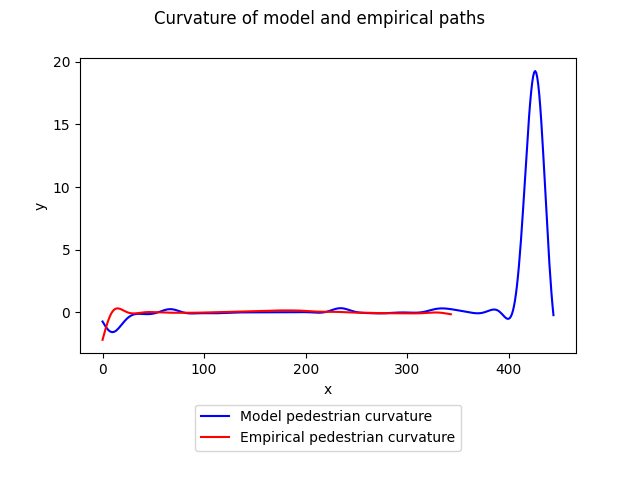 Curvature of model and empirical paths
20
15
10
5
0
y
0 100 200 300 400
x
Model pedestrian curvature
Empirical pedestrian curvature